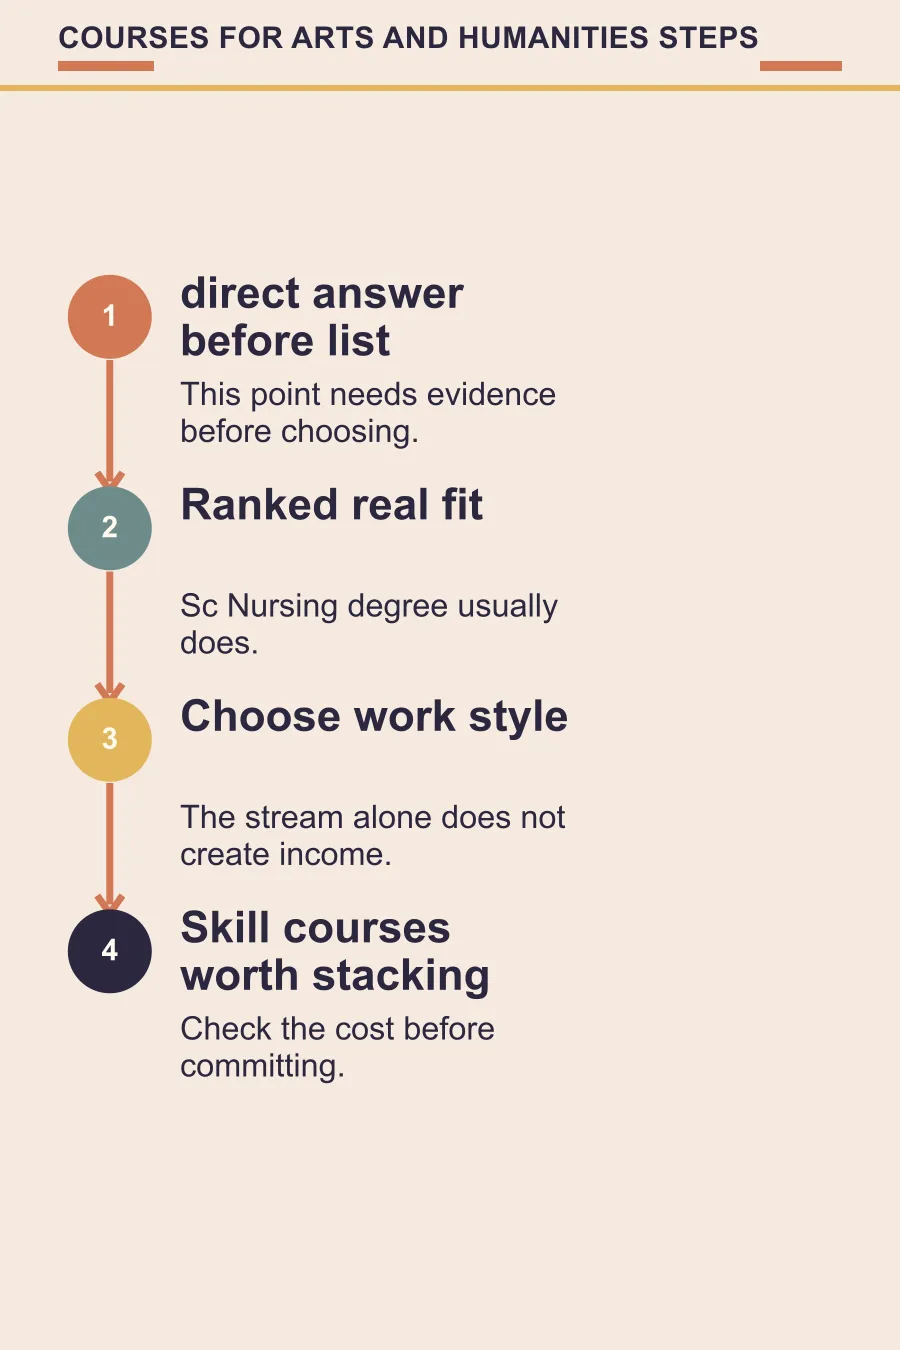 COURSES FOR ARTS AND HUMANITIES STEPS
1
direct answer
before list
This point needs evidence
before choosing.
2
Ranked real fit
Sc Nursing degree usually
does.
3
Choose work style
The stream alone does not
create income.
4
Skill courses
worth stacking
Check the cost before
committing.